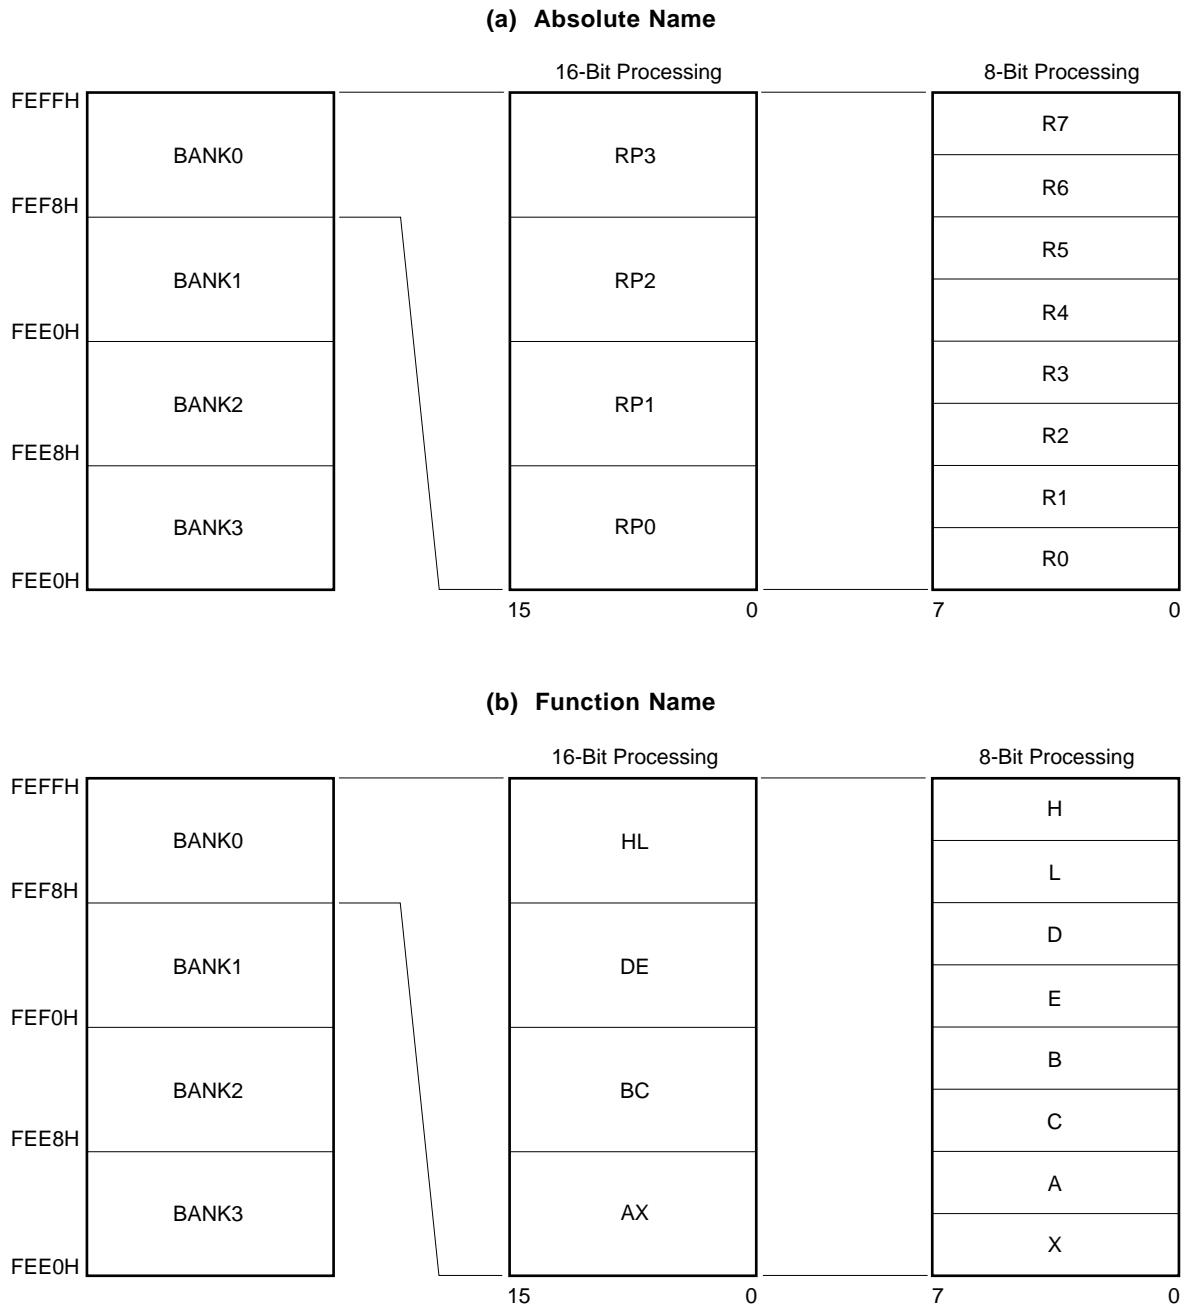 (a) Absolute Name
16-Bit Processing
8-Bit Processing
FEFFH
BANK0
FEF8H
BANK1
FEE0H
BANK2
FEE8H
BANK3
FEE0H
RP3
RP2
RP1
RP0
15 0
R7
R6
R5
R4
R3
R2
R1
R0
7 0
(b) Function Name
16-Bit Processing
8-Bit Processing
FEFFH
BANK0
FEF8H
BANK1
FEF0H
BANK2
FEE8H
BANK3
FEE0H
HL
DE
BC
AX
15 0
H
L
D
E
B
C
A
X
7 0